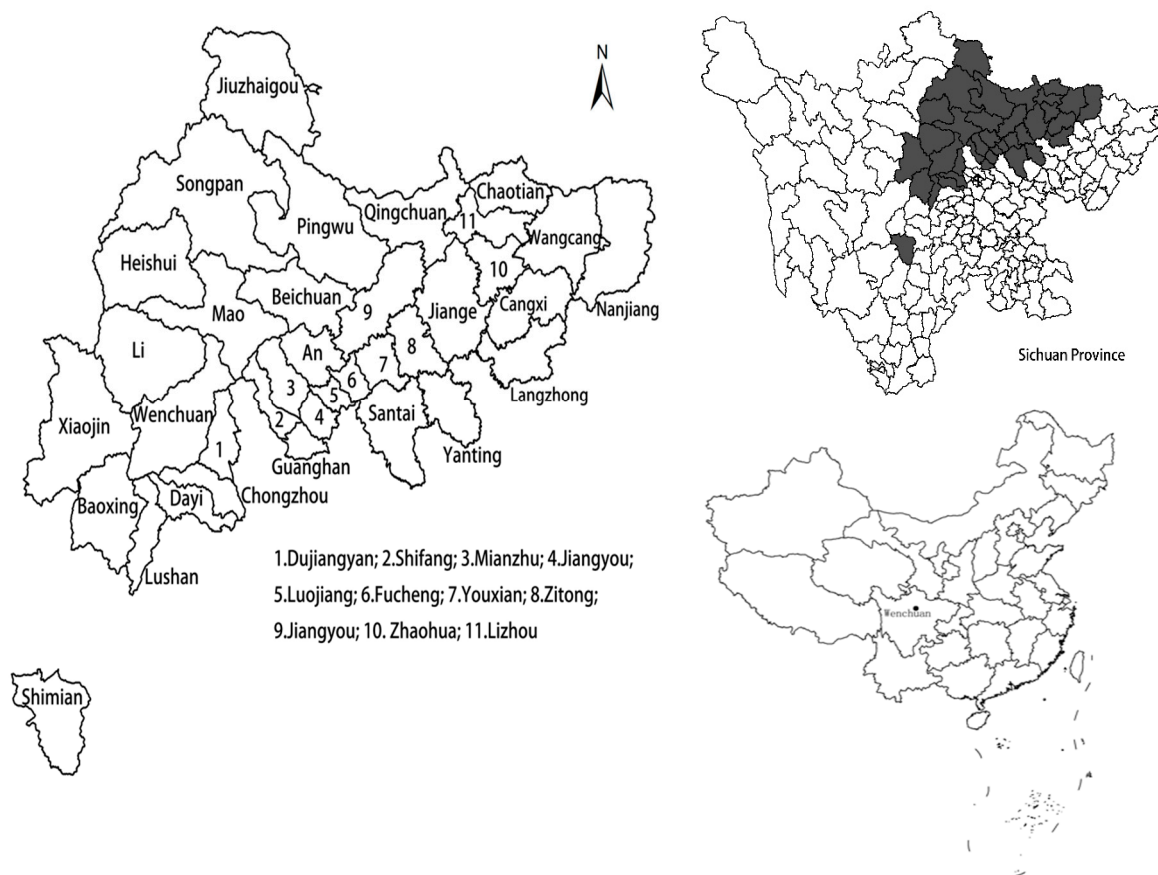 N
Jiuzhaigou
Songpan
Chaotian
Qingchuan
11
Pingwu
Wangcang
Heishui
10
Beichuan
Cangxi
Nanjiang
Mao
9
Jiange
Li
An
8
7
6
3
5
Langzhong
Wenchuan
4
Santai
2
Xiaojin
1
Yanting
Guanghan
Baoxing
Dayi
Chongzhou
Lushan
1.Dujiangyan; 2.Shifang; 3.Mianzhu; 4.Jiangyou;
5.Luojiang; 6.Fucheng; 7.Youxian; 8.Zitong;
9.Jiangyou; 10. Zhaohua; 11.Lizhou
Shimian
Sichuan Province
Wenchuan